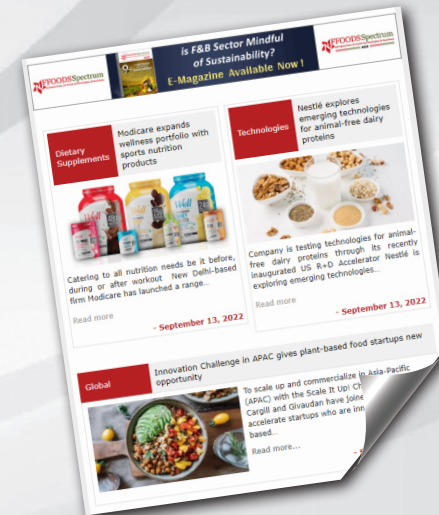 NFFOODSSpectrum
is F&B Sector Mindful
of Sustainability?
E-Magazine Available Now !
NFFOODSSpectrum
Dietary
Supplements
Modicare expands
wellness portfolio with
sports nutrition
products
Catering to all nutrition needs be it before,
during or after workout New Delhi-based
firm Modicare has launched a range...
Read more
- September 13, 2022
Technologies
Nestlé explores
emerging technologies
for animal-free dairy
proteins
Company is testing technologies for animal-
free dairy proteins through its recently
inaugurated US R+D Accelerator Nestlé is
exploring emerging technologies...
Read more
- September 13, 2022
Global
Innovation Challenge in APAC gives plant-based food startups new
opportunity
To scale up and commercialize in Asia-Pacific
(APAC) with the Scale It Up! Ch
Cargill and Givaudan have joine
accelerate startups who are inn
based...
Read more...